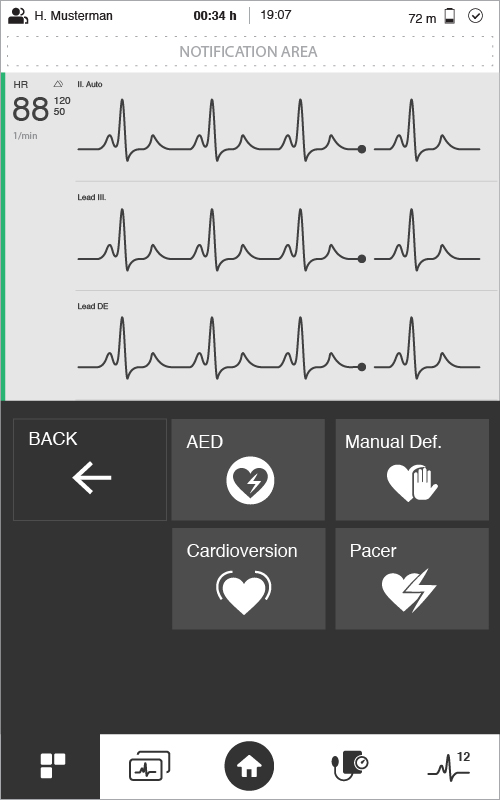 H. Musterman 00:34 h 19:07 72 m
NOTIFICATION AREA
HR
88 120
50
1/min
II. Auto
Lead III.
Lead DE
BACK
AED
Manual Def.
Cardioversion
Pacer
12